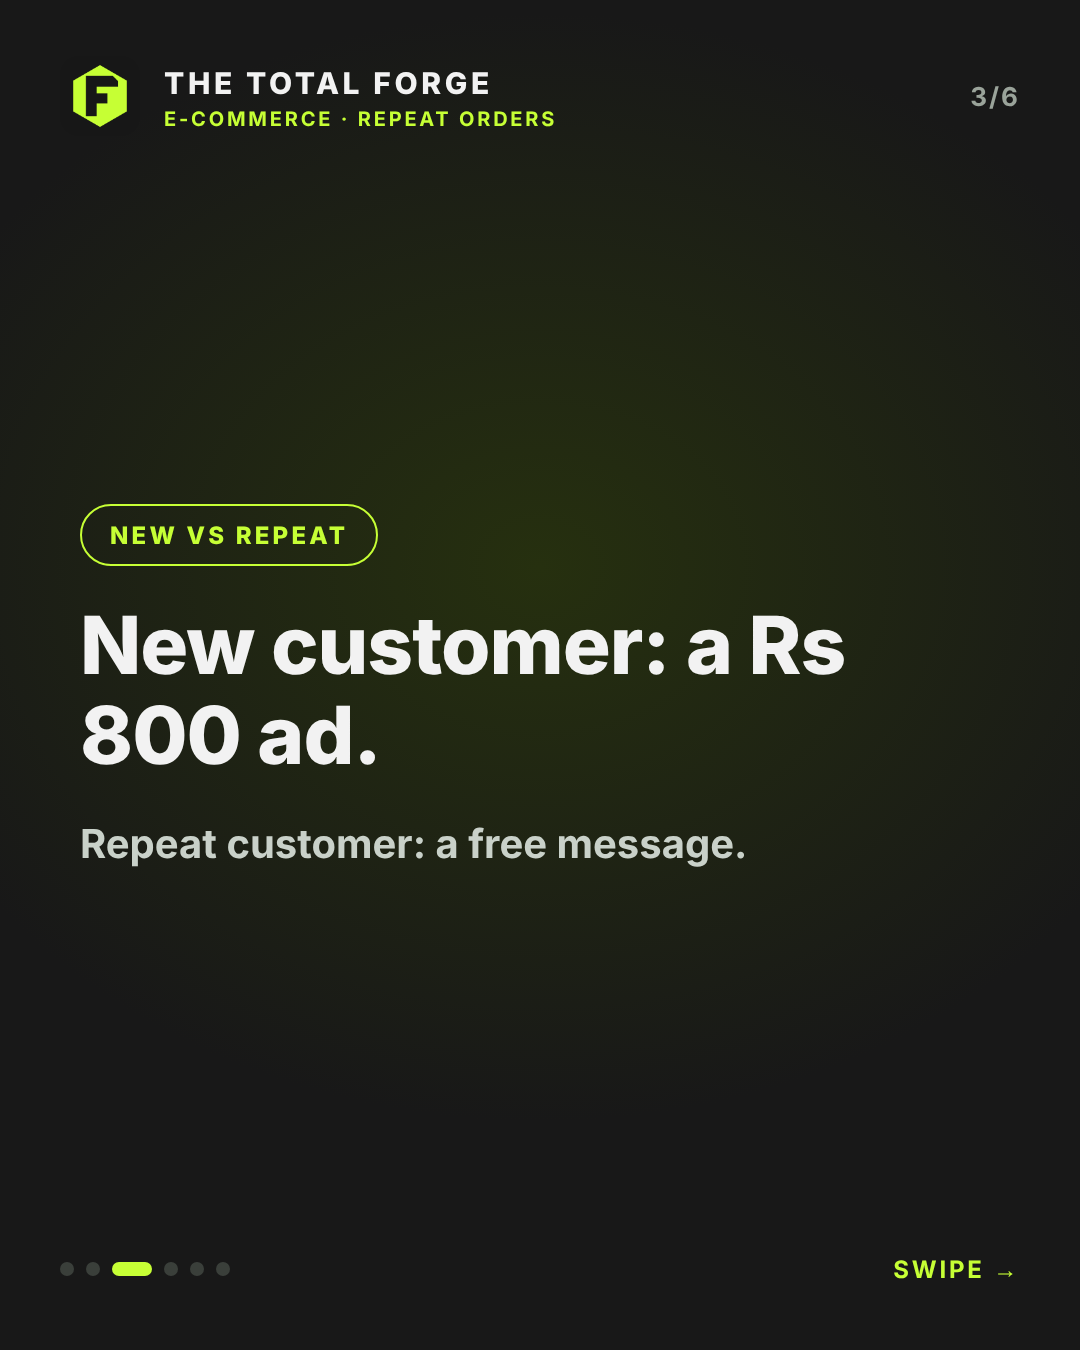 THE TOTAL FORGE
E-COMMERCE · REPEAT ORDERS
3/6
NEW VS REPEAT
New customer: a Rs
800 ad.
Repeat customer: a free message.
SWIPE →